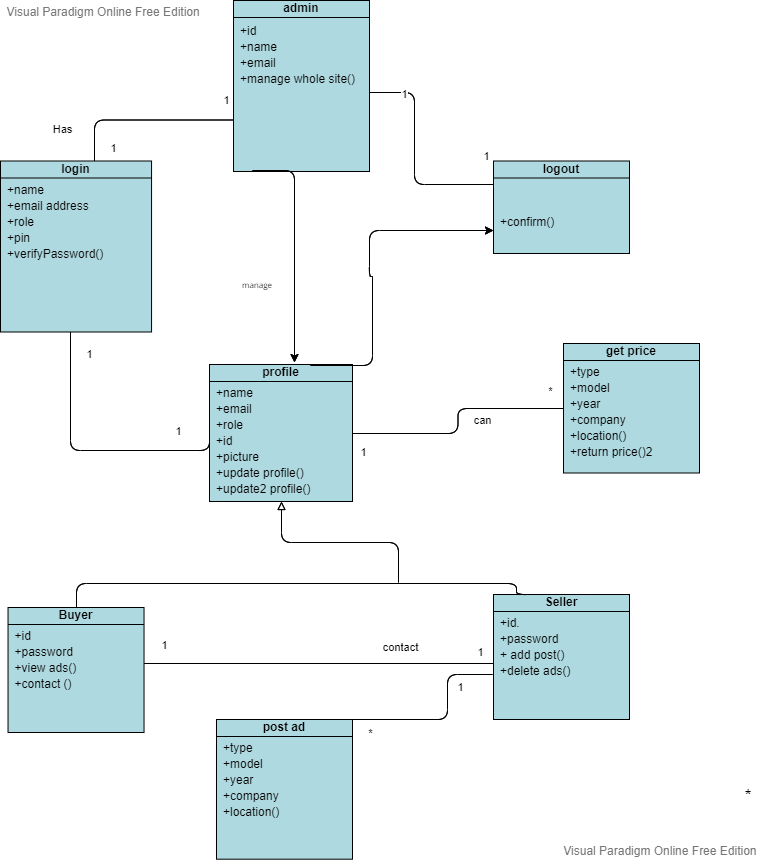 Visual Paradigm Online Free Edition
admin
+id
+name
+email
+manage whole site()
1
1
Has
1
1
login
+name
+email address
+role
+pin
+verifyPassword()
logout
+confirm()
manage
1
1
profile
+name
+email
+role
+id
+picture
+update profile()
+update2 profile()
get price
+type
+model
+year
+company
+location()
+return price()2
*
can
1
Buyer
+id
+password
+view ads()
+contact ()
Seller
+id.
+password
+ add post()
+delete ads()
1
contact
1
1
*
post ad
+type
+model
+year
+company
+location()
*
Visual Paradigm Online Free Edition